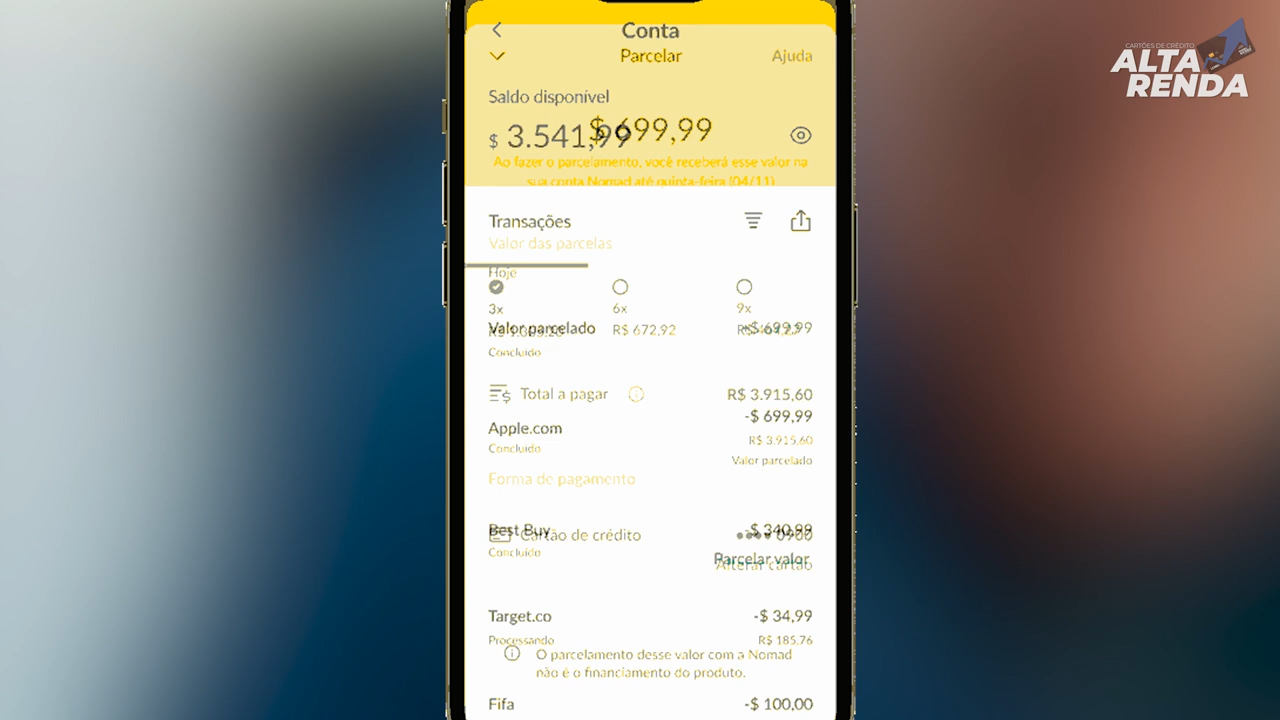 CARTÕES DE CRÉDITO
ALTA
RENDA
Conta
Parcelar
Ajuda
Saldo disponível
$ 3.541,99
$ 699,99
Ao fazer o parcelamento, você receberá esse valor na
sua conta Nomad até quinta-feira (04/11)
Transações
Valor das parcelas
Hoje
3x 6x 9x
Valor parcelado
R$ 672,92
$ 699,99
Concluído
Total a pagar R$ 3.915,60
-$ 699,99
Apple.com
Concluído
R$ 3.915,60
Valor parcelado
Forma de pagamento
Best Buy -$ 340,99
Cartão de crédito
Concluído
Parcelar valor
Alterar cartão
Target.co -$ 34,99
Processando R$ 185,76
O parcelamento desse valor com a Nomad
não é o financiamento do produto.
Fifa -$ 100,00